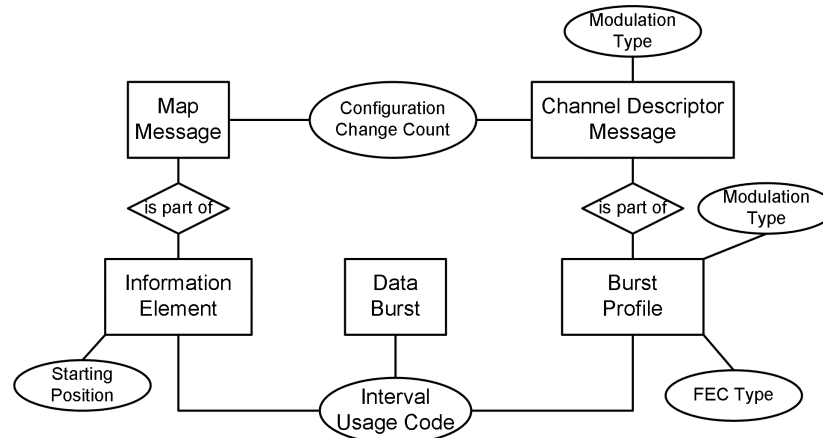 Modulation
Type
Map
Message
Configuration
Change Count
Channel Descriptor
Message
is part of
is part of
Modulation
Type
Information
Element
Data
Burst
Burst
Profile
Starting
Position
Interval
Usage Code
FEC Type